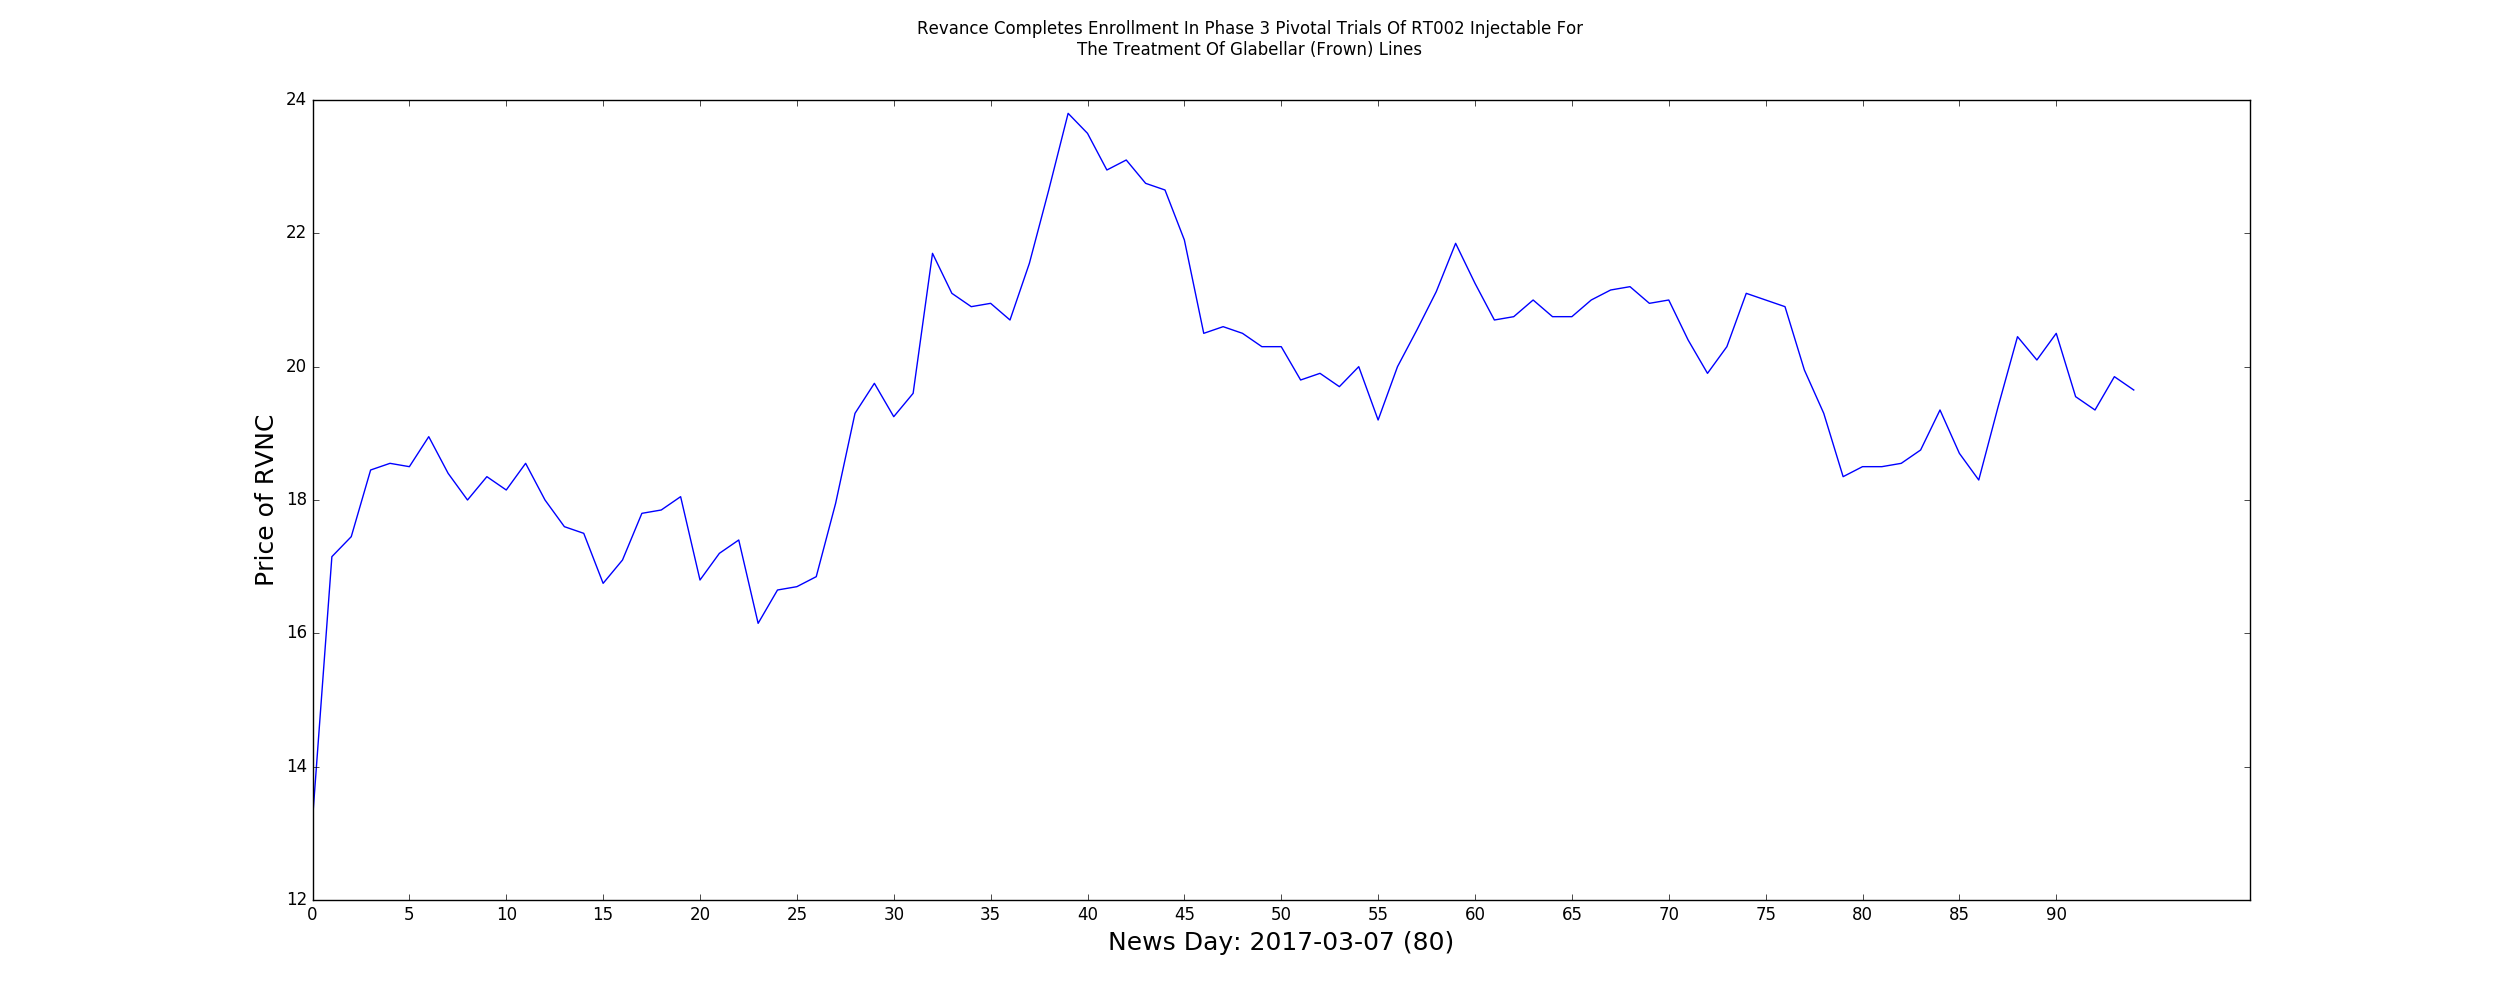 Revance Completes Enrollment In Phase 3 Pivotal Trials Of RT002 Injectable For
The Treatment Of Glabellar (Frown) Lines
24
22
20
18
16
14
12
Price of RVNC
0 5 10 15 20 25 30 35 40 45 50 55 60 65 70 75 80 85 90
News Day: 2017-03-07 (80)